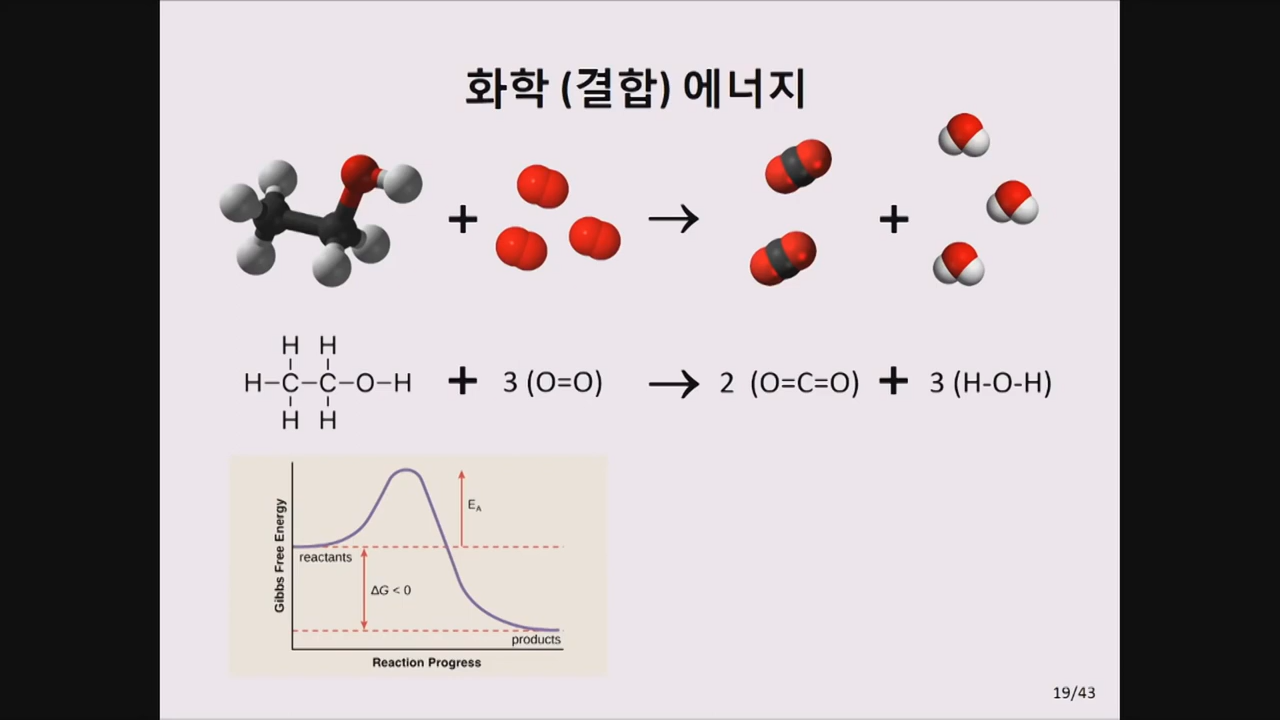 화학 (결합) 에너지
+ → +
H H
H-C-C-O-H + 3 (O=O) → 2 (O=C=O) + 3 (H-O-H)
H H
Gibbs Free Energy
E_A
reactants
ΔG < 0
products
Reaction Progress
19/43